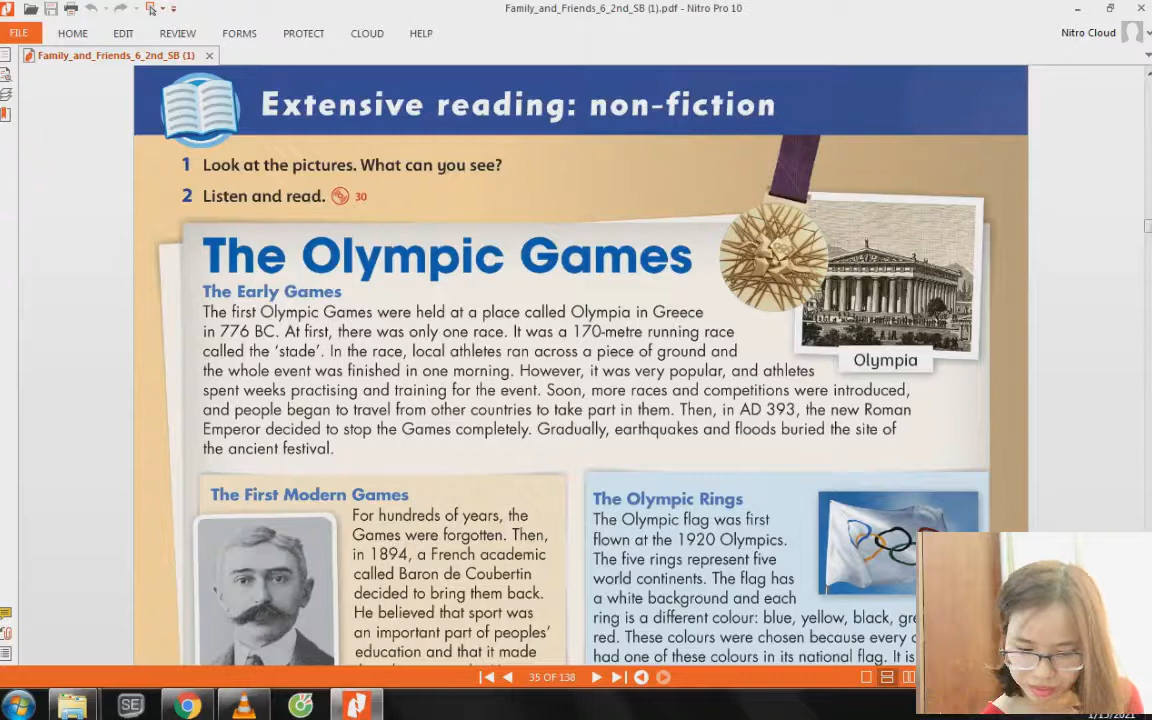 Family_and_Friends_6_2nd_SB (1).pdf - Nitro Pro 10
FILE HOME EDIT REVIEW FORMS PROTECT CLOUD HELP
Nitro Cloud
Family_and_Friends_6_2nd_SB (1)
Extensive reading: non-fiction
1 Look at the pictures. What can you see?
2 Listen and read. 30
The Olympic Games
The Early Games
The first Olympic Games were held at a place called Olympia in Greece
in 776 BC. At first, there was only one race. It was a 170-metre running race
called the ‘stade’. In the race, local athletes ran across a piece of ground and
the whole event was finished in one morning. However, it was very popular, and athletes
spent weeks practising and training for the event. Soon, more races and competitions were introduced,
and people began to travel from other countries to take part in them. Then, in AD 393, the new Roman
Emperor decided to stop the Games completely. Gradually, earthquakes and floods buried the site of
the ancient festival.
Olympia
The First Modern Games
For hundreds of years, the
Games were forgotten. Then,
in 1894, a French academic
called Baron de Coubertin
decided to bring them back.
He believed that sport was
an important part of peoples’
education and that it made
The Olympic Rings
The Olympic flag was first
flown at the 1920 Olympics.
The five rings represent five
world continents. The flag has
a white background and each
ring is a different colour: blue, yellow, black, gre
red. These colours were chosen because every c
had one of these colours in its national flag. It is
35 OF 138
SE
1/15/2021